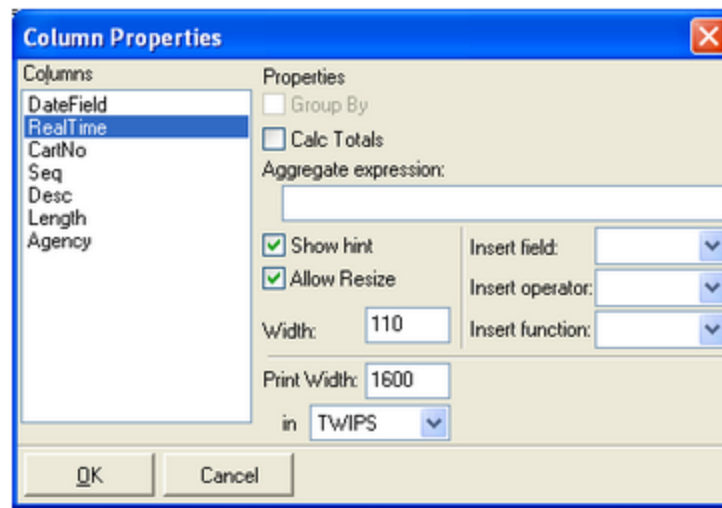 Column Properties
Columns
DateField
RealTime
CartNo
Seq
Desc
Length
Agency
Properties
Group By
Calc Totals
Aggregate expression:
Show hint
Allow Resize
Width: 110
Insert field:
Insert operator:
Insert function:
Print Width: 1600
in TWIPS
OK Cancel